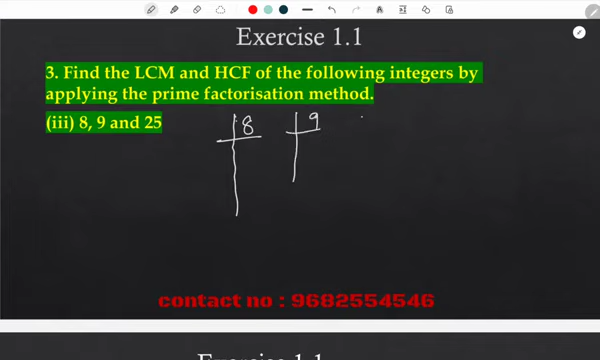 Exercise 1.1
3. Find the LCM and HCF of the following integers by
applying the prime factorisation method.
(iii) 8, 9 and 25
8 9
contact no : 9682554546
Exercise 1.1